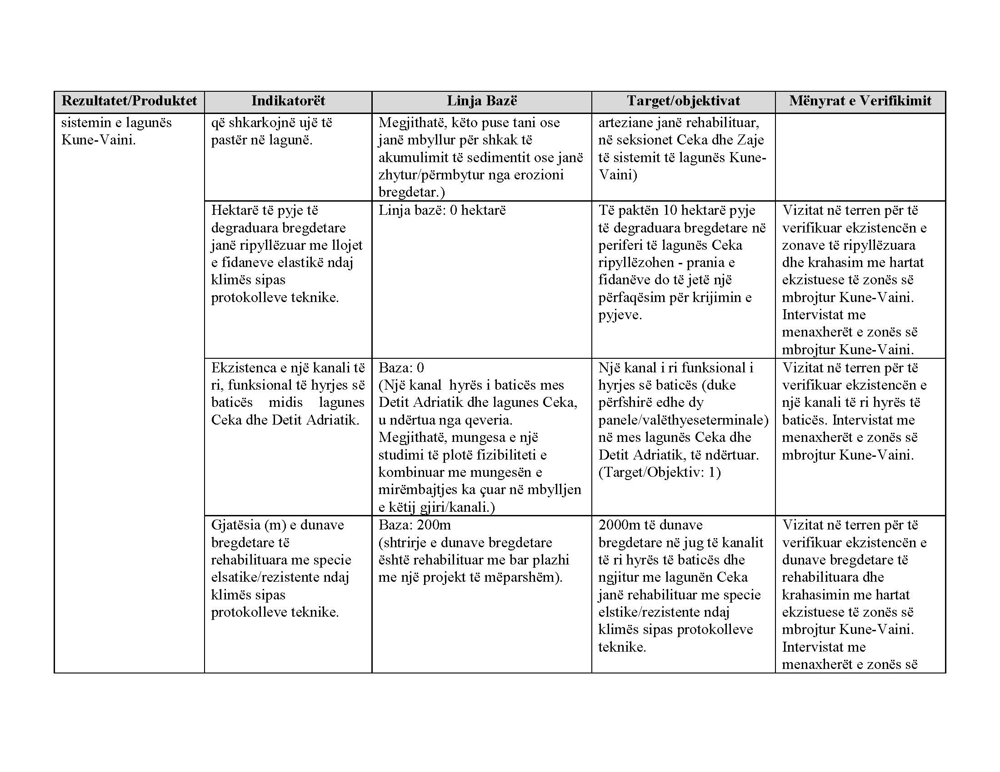 Rezultatet/Produktet
Indikatorët
Linja Bazë
Target/objektivat
Mënyrat e Verifikimit
sistemin e lagunës
Kune-Vaini.
që shkarkojnë ujë të
pastër në lagunë.
Megjithatë, këto puse tani ose
janë mbyllur për shkak të
akumulimit të sedimentit ose janë
zhytur/përmbytur nga erozioni
bregdetar.)
arteziane janë rehabilituar,
në seksionet Ceka dhe Zaje
të sistemit të lagunës Kune-
Vaini)
Hektarë të pyje të
degraduara bregdetare
janë ripyllëzuar me llojet
e fidaneve elastikë ndaj
klimës sipas
protokolleve teknike.
Linja bazë: 0 hektarë
Të paktën 10 hektarë pyje
të degraduara bregdetare në
periferi të lagunës Ceka
ripyllëzohen - prania e
fidanëve do të jetë një
përfaqësim për krijimin e
pyjeve.
Vizitat në terren për të
verifikuar ekzistencën e
zonave të ripyllëzuara
dhe krahasim me hartat
ekzistuese të zonës së
mbrojtur Kune-Vaini.
Intervistat me
menaxherët e zonës së
mbrojtur Kune-Vaini.
Ekzistenca e një kanali të
ri, funksional të hyrjes së
baticës midis lagunes
Ceka dhe Detit Adriatik.
Baza: 0
(Një kanal  hyrës i baticës mes
Detit Adriatik dhe lagunes Ceka,
u ndërtua nga qeveria.
Megjithatë, mungesa e një
studimi të plotë fizibiliteti e
kombinuar me mungesën e
mirëmbajtjes ka çuar në mbylljen
e këtij gjiri/kanali.)
Një kanal i ri funksional i
hyrjes së baticës (duke
përfshirë edhe dy
panele/valëthyeseterminale)
në mes lagunës Ceka dhe
Detit Adriatik, të ndërtuar.
(Target/Objektiv: 1)
Vizitat në terren për të
verifikuar ekzistencën e
një kanali të ri hyrës të
baticës. Intervistat me
menaxherët e zonës së
mbrojtur Kune-Vaini.
Gjatësia (m) e dunave
bregdetare të
rehabilituara me specie
elsatike/rezistente ndaj
klimës sipas
protokolleve teknike.
Baza: 200m
(shtrirje e dunave bregdetare
është rehabilituar me bar plazhi
me një projekt të mëparshëm).
2000m të dunave
bregdetare në jug të kanalit
të ri hyrës të baticës dhe
ngjitur me lagunën Ceka
janë rehabilituar me specie
elstike/rezistente ndaj
klimës sipas protokolleve
teknike.
Vizitat në terren për të
verifikuar ekzistencën e
dunave bregdetare të
rehabilituara dhe
krahasimin me hartat
ekzistuese të zonës së
mbrojtur Kune-Vaini.
Intervistat me
menaxherët e zonës së